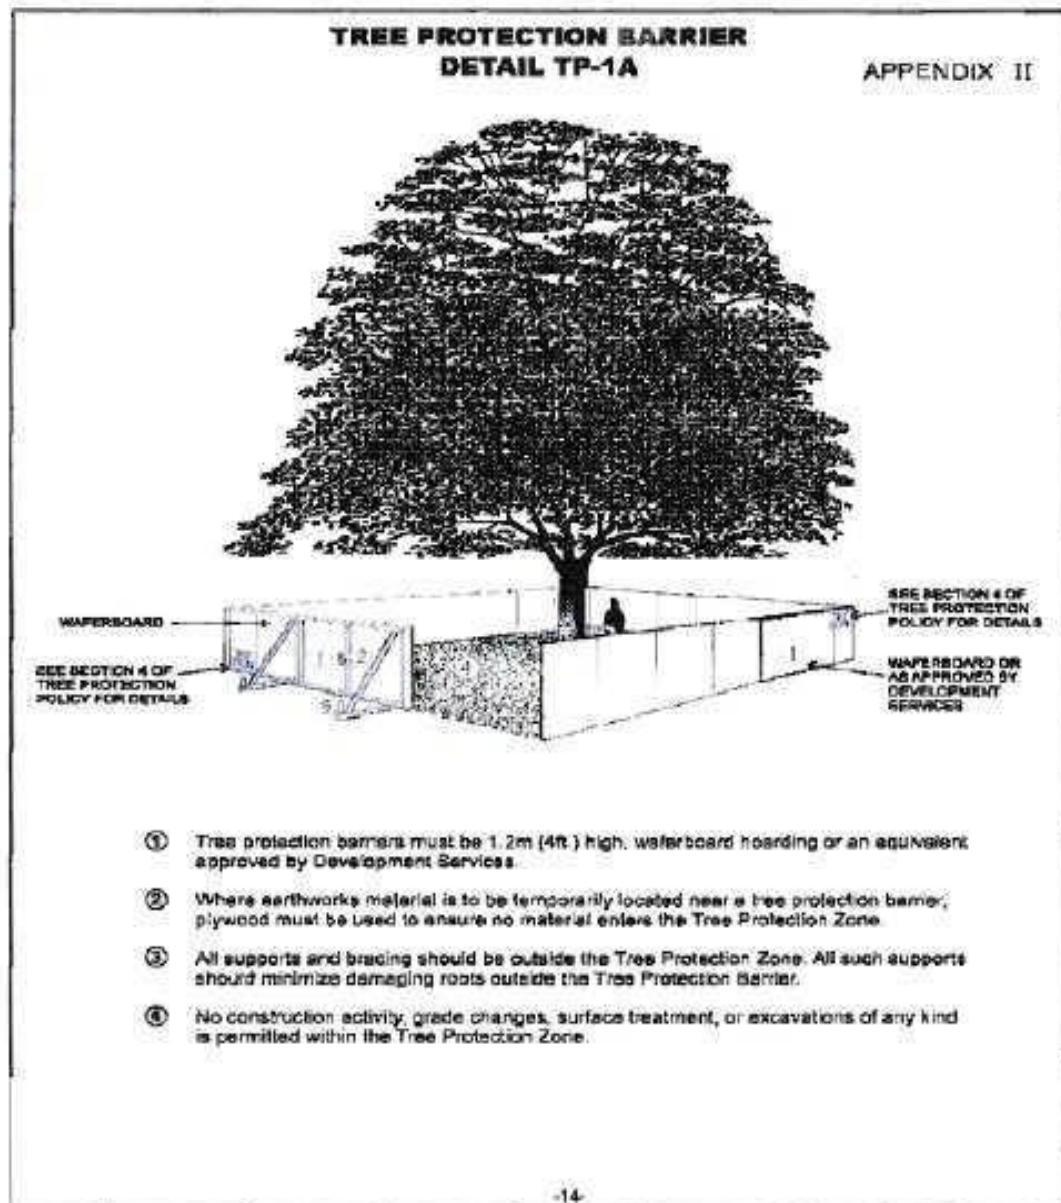 TREE PROTECTION BARRIER
DETAIL TP-1A
APPENDIX II
WAFERBOARD
SEE SECTION 4 OF
TREE PROTECTION
POLICY FOR DETAILS
1 & 2
3
SEE SECTION 4 OF
TREE PROTECTION
POLICY FOR DETAILS
1
WAFERBOARD OR
AS APPROVED BY
DEVELOPMENT
SERVICES
① Tree protection barriers must be 1.2m (4ft.) high, waferboard hoarding or an equivalent
approved by Development Services.
② Where earthworks material is to be temporarily located near a tree protection barrier,
plywood must be used to ensure no material enters the Tree Protection Zone.
③ All supports and bracing should be outside the Tree Protection Zone. All such supports
should minimize damaging roots outside the Tree Protection Barrier.
④ No construction activity, grade changes, surface treatment, or excavations of any kind
is permitted within the Tree Protection Zone.
-14-